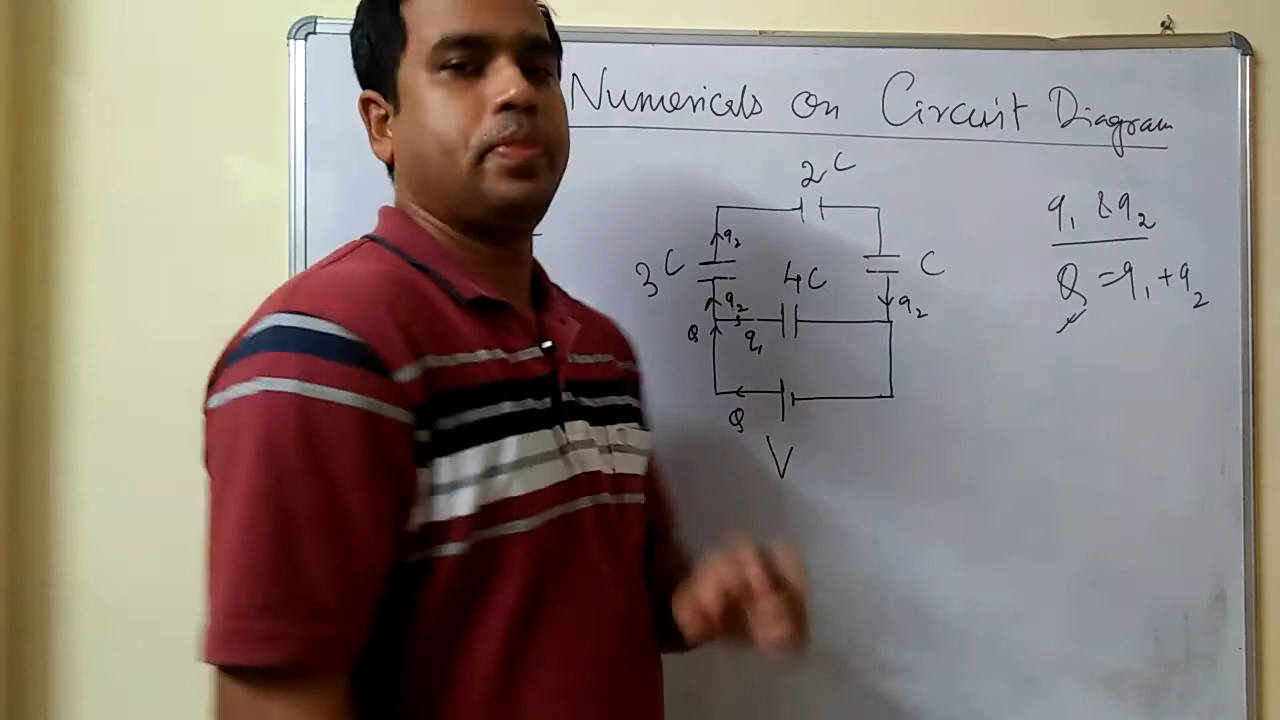 Numericals on Circuit Diagram
2C
q1 & q2
q2
3C
4C
C
Q = q1 + q2
q2
q2
Q
q1
Q
V